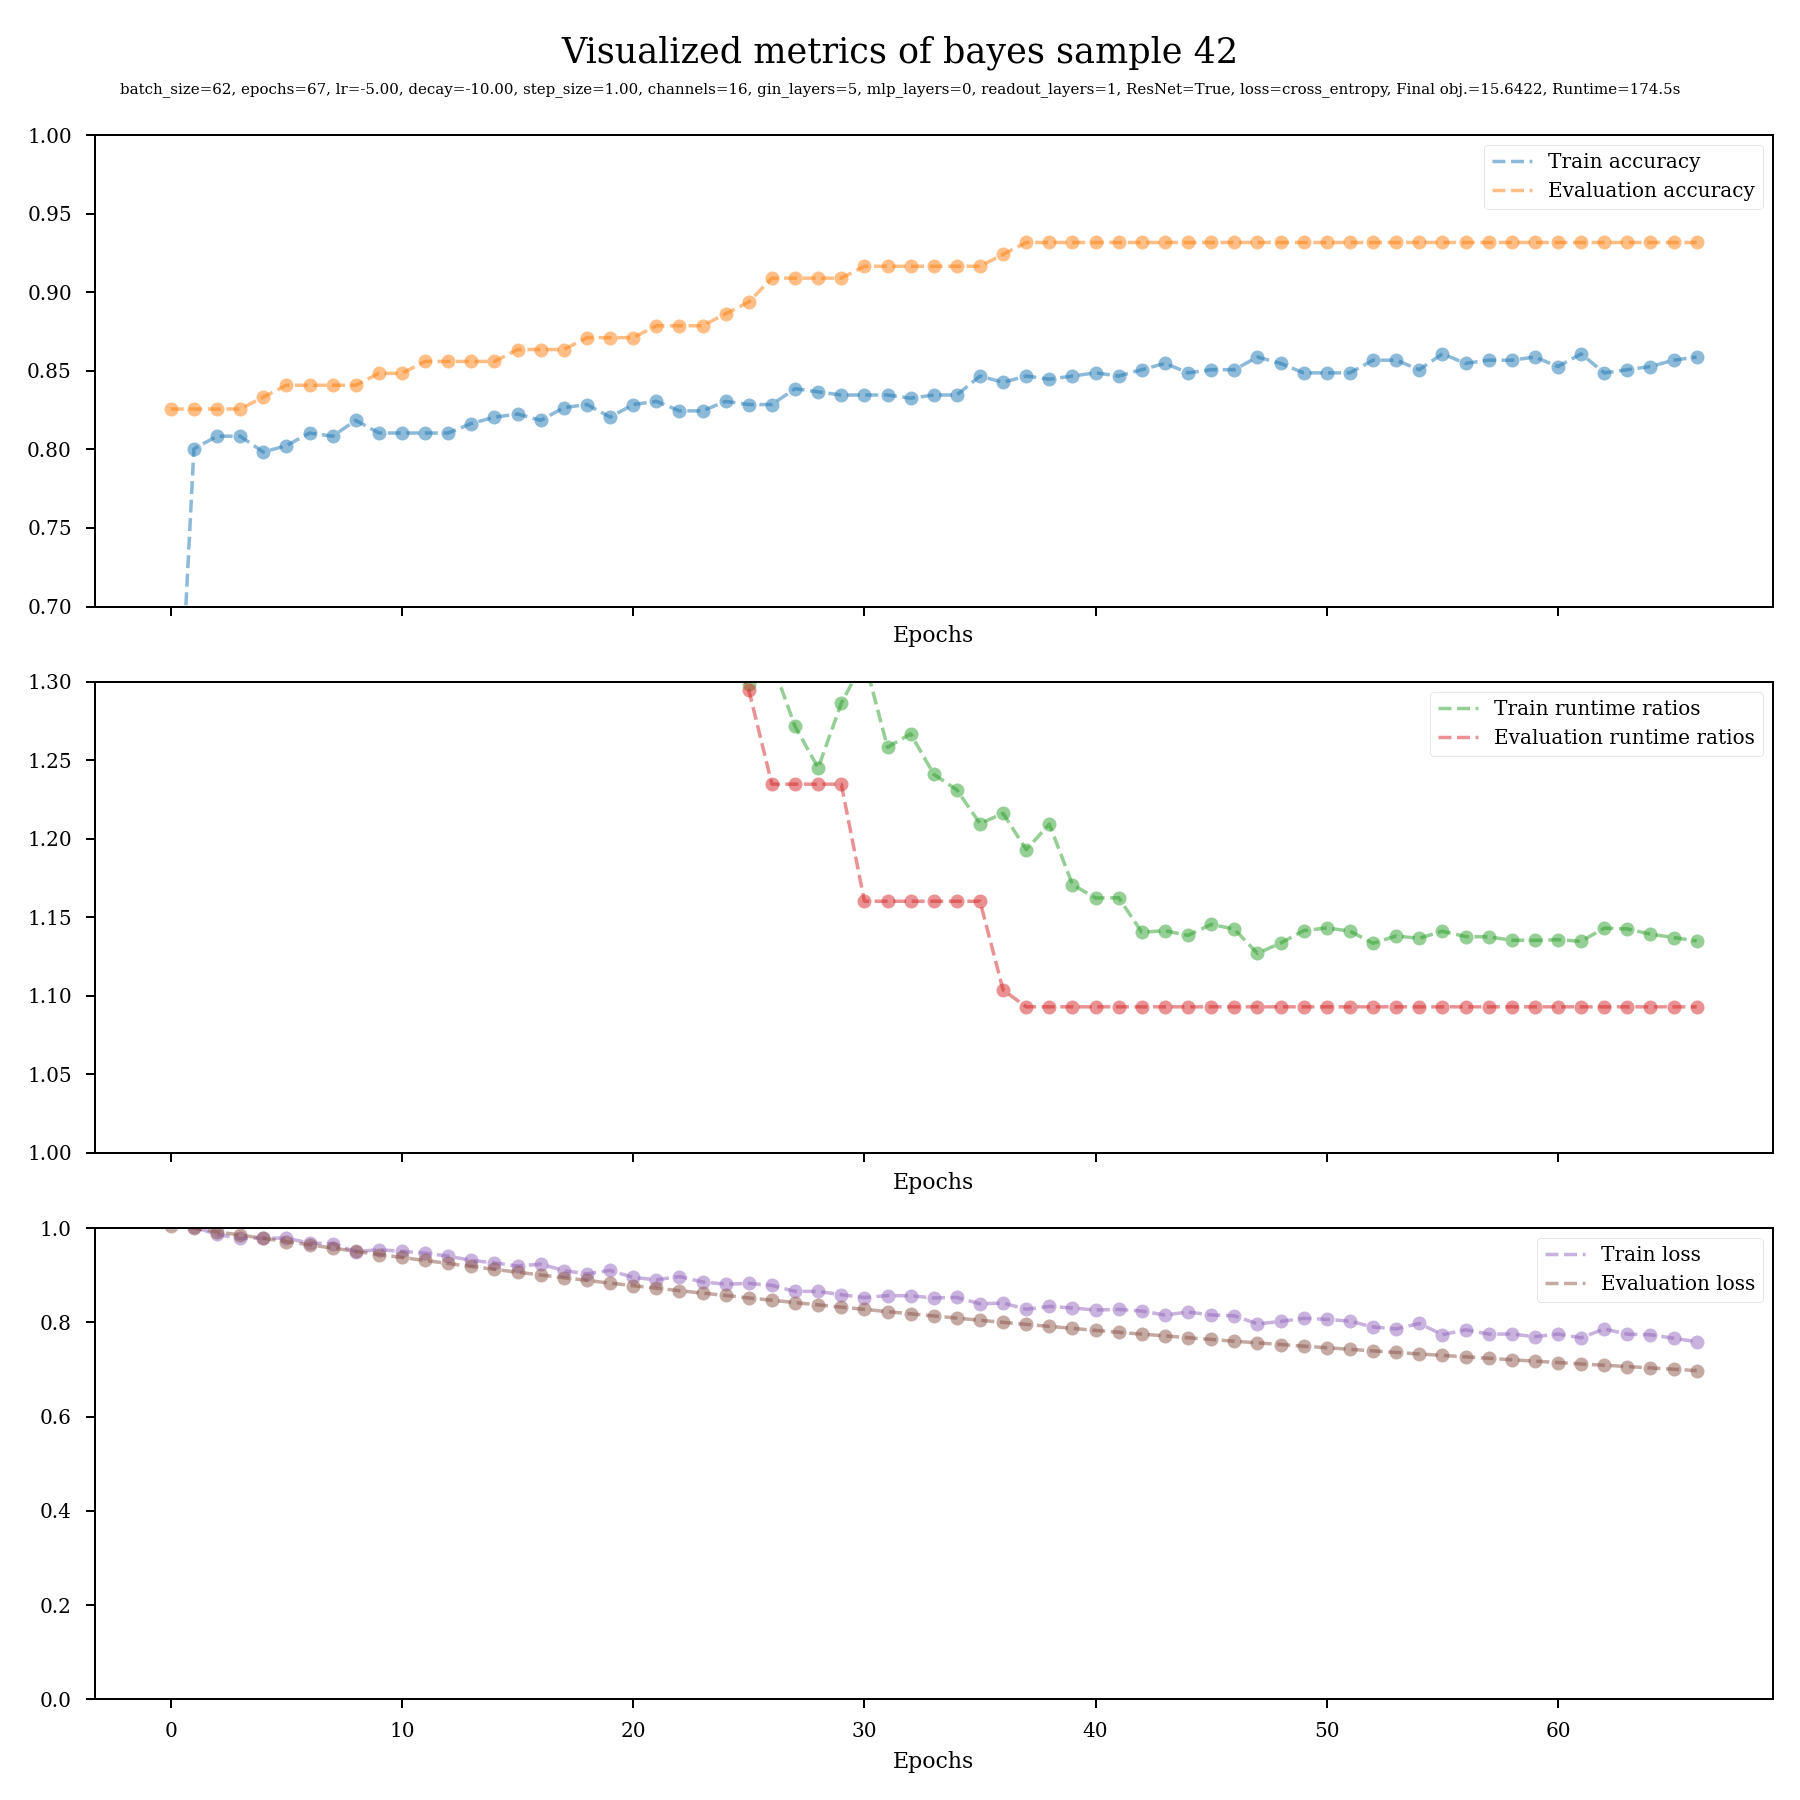 Visualized metrics of bayes sample 42
batch_size=62, epochs=67, lr=-5.00, decay=-10.00, step_size=1.00, channels=16, gin_layers=5, mlp_layers=0, readout_layers=1, ResNet=True, loss=cross_entropy, Final obj.=15.6422, Runtime=174.5s
1.00
0.95
0.90
0.85
0.80
0.75
0.70
Train accuracy
Evaluation accuracy
Epochs
1.30
1.25
1.20
1.15
1.10
1.05
1.00
Train runtime ratios
Evaluation runtime ratios
Epochs
1.0
0.8
0.6
0.4
0.2
0.0
Train loss
Evaluation loss
0 10 20 30 40 50 60
Epochs